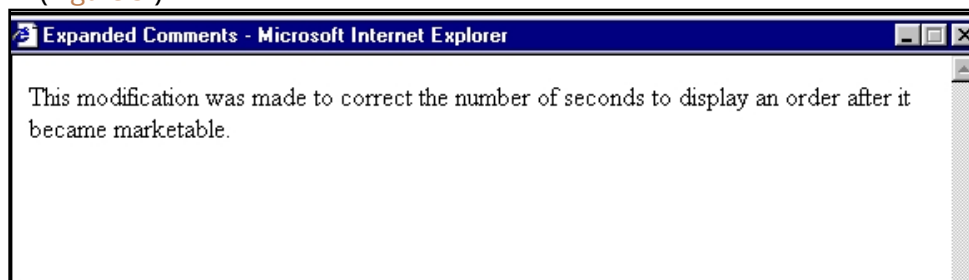 Expanded Comments - Microsoft Internet Explorer
This modification was made to correct the number of seconds to display an order after it
became marketable.